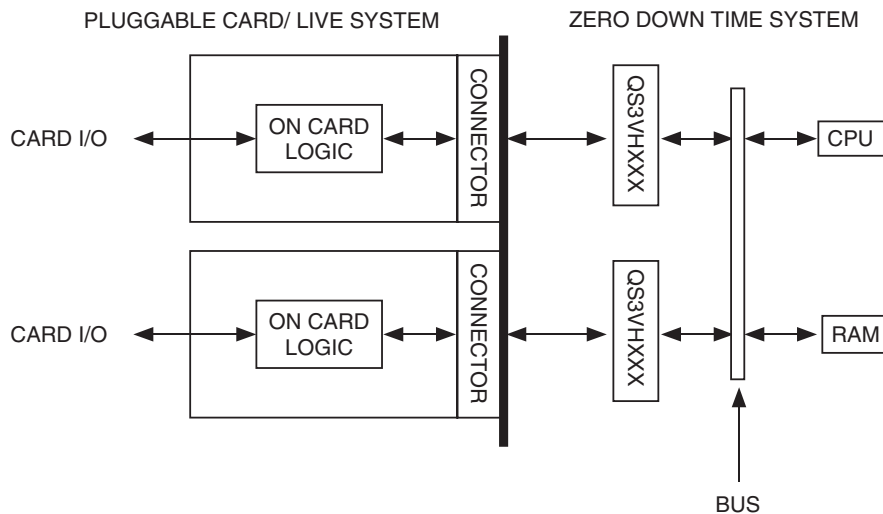 PLUGGABLE CARD/ LIVE SYSTEM
ZERO DOWN TIME SYSTEM
CARD I/O
ON CARD
LOGIC
CONNECTOR
QS3VHXXX
CPU
CARD I/O
ON CARD
LOGIC
CONNECTOR
QS3VHXXX
RAM
BUS